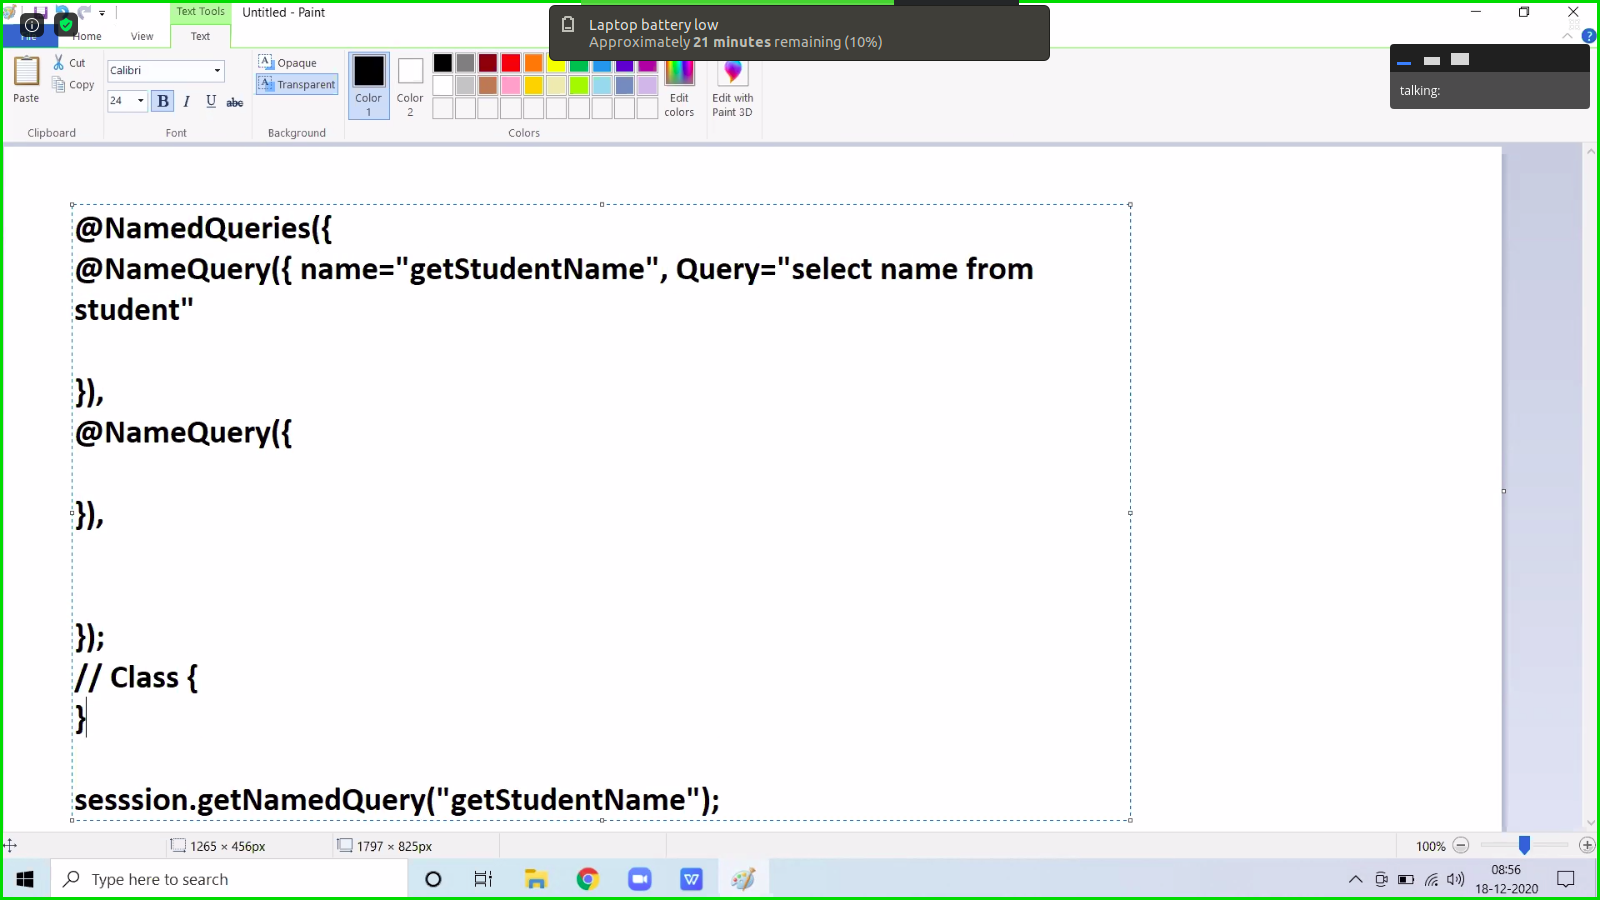 Text Tools
Untitled - Paint
Laptop battery low
Approximately 21 minutes remaining (10%)
File
Home
View
Text
talking:
Paste
Cut
Copy
Clipboard
Calibri
24
B
I
U
abc
Font
Opaque
Transparent
Background
Color 1
Color 2
Colors
Edit colors
Edit with Paint 3D
@NamedQueries({
@NameQuery({ name="getStudentName", Query="select name from
student"
}),
@NameQuery({
}),
});
// Class {
}
sesssion.getNamedQuery("getStudentName");
1265 × 456px
1797 × 825px
100%
Type here to search
08:56
18-12-2020